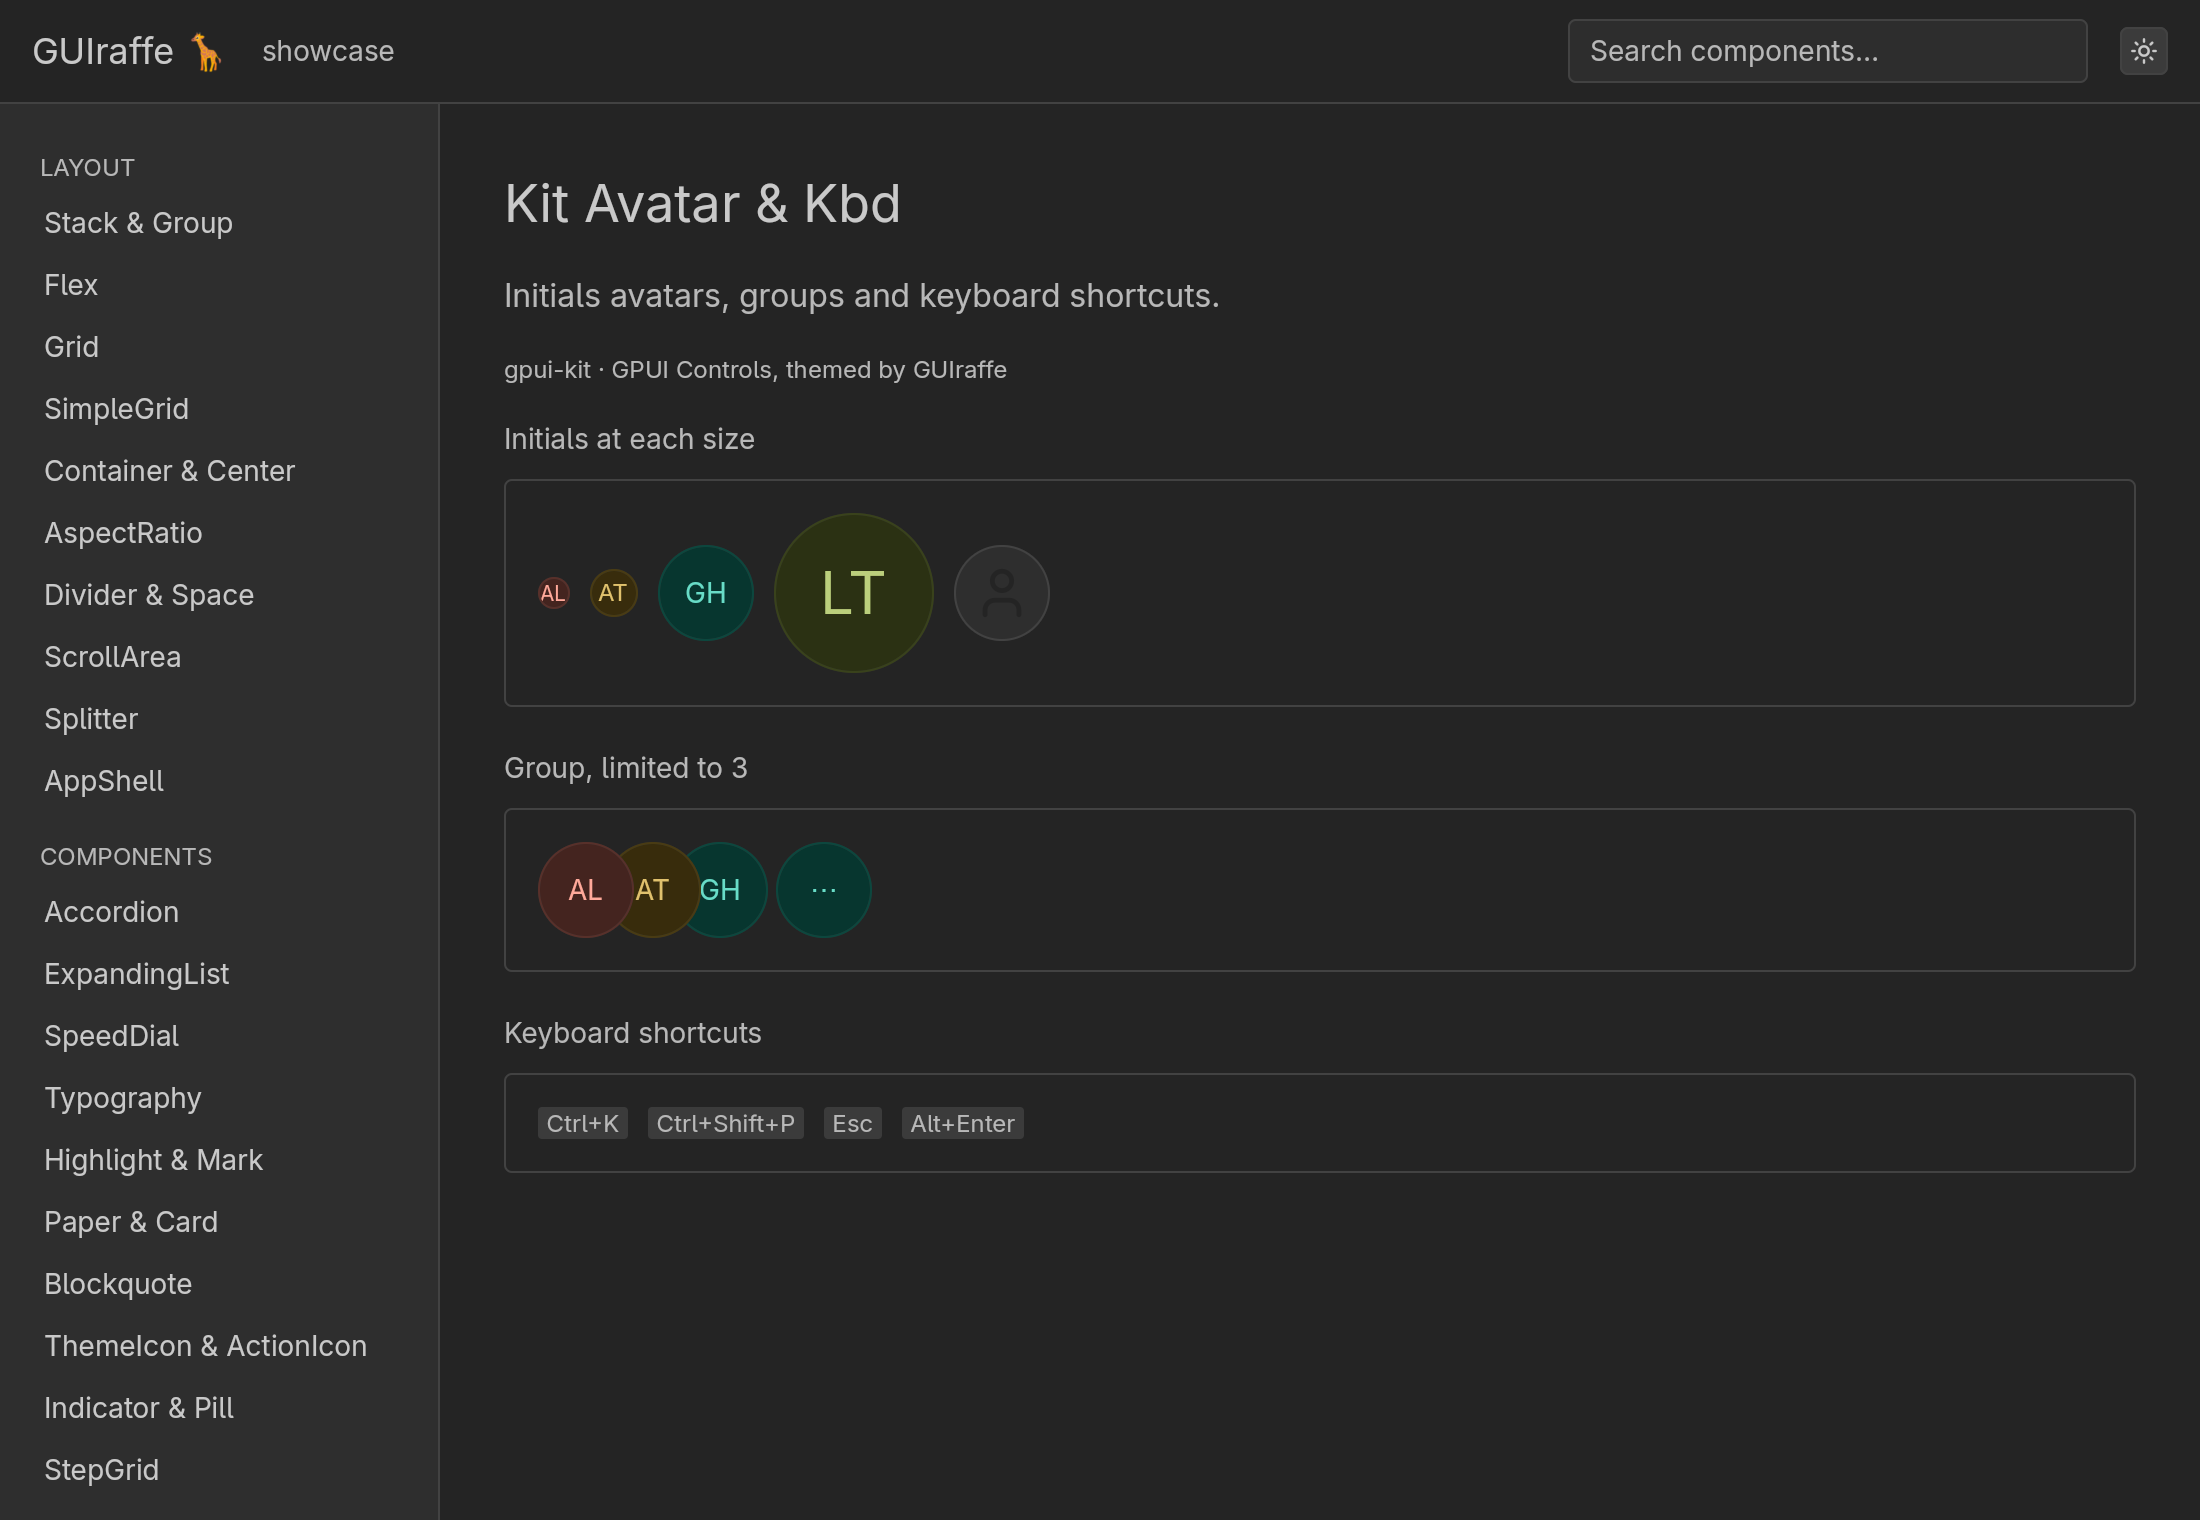 GUIraffe 🦒 showcase
Search components...
LAYOUT
Stack & Group
Flex
Grid
SimpleGrid
Container & Center
AspectRatio
Divider & Space
ScrollArea
Splitter
AppShell
COMPONENTS
Accordion
ExpandingList
SpeedDial
Typography
Highlight & Mark
Paper & Card
Blockquote
ThemeIcon & ActionIcon
Indicator & Pill
StepGrid
Kit Avatar & Kbd
Initials avatars, groups and keyboard shortcuts.
gpui-kit · GPUI Controls, themed by GUIraffe
Initials at each size
AL AT GH LT
Group, limited to 3
AL AT GH ⋯
Keyboard shortcuts
Ctrl+K Ctrl+Shift+P Esc Alt+Enter